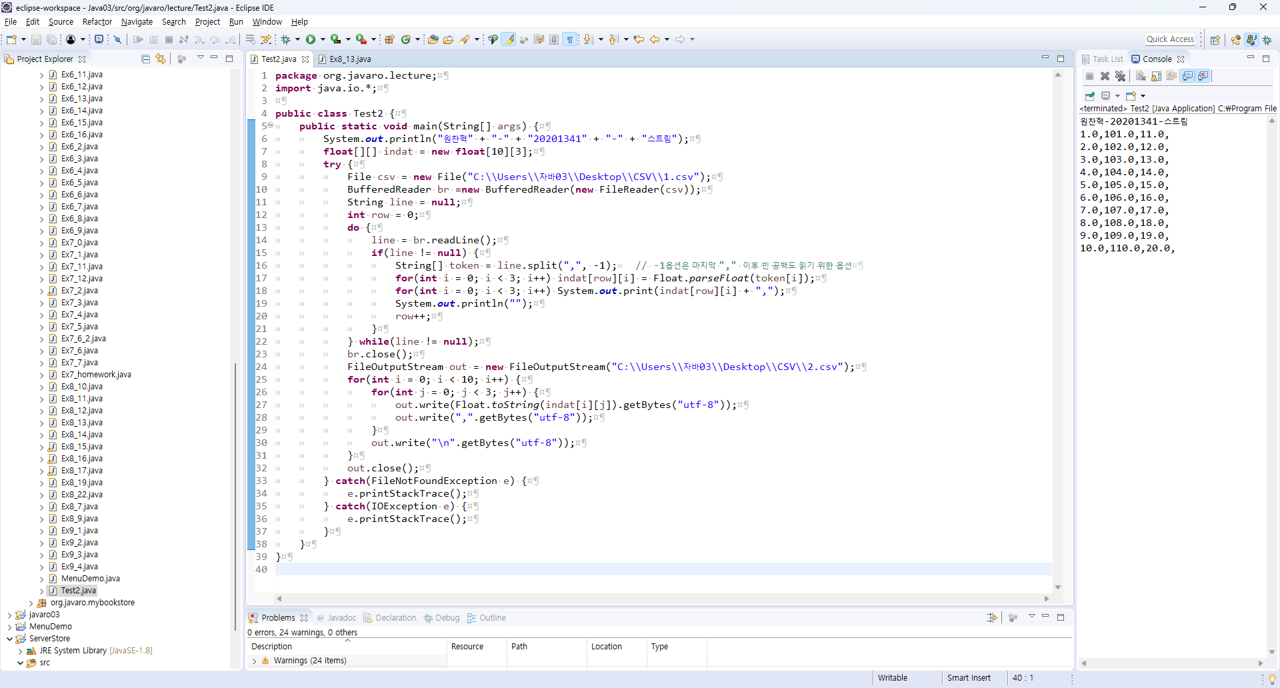 eclipse-workspace - Java03/src/org/javaro/lecture/Test2.java - Eclipse IDE
File Edit Source Refactor Navigate Search Project Run Window Help
Quick Access
Project Explorer
Ex6_11.java
Ex6_12.java
Ex6_13.java
Ex6_14.java
Ex6_15.java
Ex6_16.java
Ex6_2.java
Ex6_3.java
Ex6_4.java
Ex6_5.java
Ex6_6.java
Ex6_7.java
Ex6_8.java
Ex6_9.java
Ex7_0.java
Ex7_1.java
Ex7_11.java
Ex7_12.java
Ex7_2.java
Ex7_3.java
Ex7_4.java
Ex7_5.java
Ex7_6_2.java
Ex7_6.java
Ex7_7.java
Ex7_homework.java
Ex8_10.java
Ex8_11.java
Ex8_12.java
Ex8_13.java
Ex8_14.java
Ex8_15.java
Ex8_16.java
Ex8_17.java
Ex8_19.java
Ex8_22.java
Ex8_7.java
Ex8_9.java
Ex9_1.java
Ex9_2.java
Ex9_3.java
Ex9_4.java
MenuDemo.java
Test2.java
org.javaro.mybookstore
javaro03
MenuDemo
ServerStore
JRE System Library [JavaSE-1.8]
src
Test2.java Ex8_13.java
1 package org.javaro.lecture;
2 import java.io.*;
3
4 public class Test2 {
5 public static void main(String[] args) {
6 System.out.println("원찬혁" + "-" + "20201341" + "-" + "스트림");
7 float[][] indat = new float[10][3];
8 try {
9 File csv = new File("C:\\Users\\자바03\\Desktop\\CSV\\1.csv");
10 BufferedReader br =new BufferedReader(new FileReader(csv));
11 String line = null;
12 int row = 0;
13 do {
14 line = br.readLine();
15 if(line != null) {
16 String[] token = line.split(",", -1); // -1옵션은 마지막 "," 이후 빈 공백도 읽기 위한 옵션
17 for(int i = 0; i < 3; i++) indat[row][i] = Float.parseFloat(token[i]);
18 for(int i = 0; i < 3; i++) System.out.print(indat[row][i] + ",");
19 System.out.println("");
20 row++;
21 }
22 } while(line != null);
23 br.close();
24 FileOutputStream out = new FileOutputStream("C:\\Users\\자바03\\Desktop\\CSV\\2.csv");
25 for(int i = 0; i < 10; i++) {
26 for(int j = 0; j < 3; j++) {
27 out.write(Float.toString(indat[i][j]).getBytes("utf-8"));
28 out.write(",".getBytes("utf-8"));
29 }
30 out.write("\n".getBytes("utf-8"));
31 }
32 out.close();
33 } catch(FileNotFoundException e) {
34 e.printStackTrace();
35 } catch(IOException e) {
36 e.printStackTrace();
37 }
38 }
39 }
40
Problems Javadoc Declaration Debug Outline
0 errors, 24 warnings, 0 others
Description Resource Path Location Type
Warnings (24 items)
Task List Console
<terminated> Test2 [Java Application] C:₩Program File
원찬혁-20201341-스트림
1.0,101.0,11.0,
2.0,102.0,12.0,
3.0,103.0,13.0,
4.0,104.0,14.0,
5.0,105.0,15.0,
6.0,106.0,16.0,
7.0,107.0,17.0,
8.0,108.0,18.0,
9.0,109.0,19.0,
10.0,110.0,20.0,
Writable Smart Insert 40 : 1